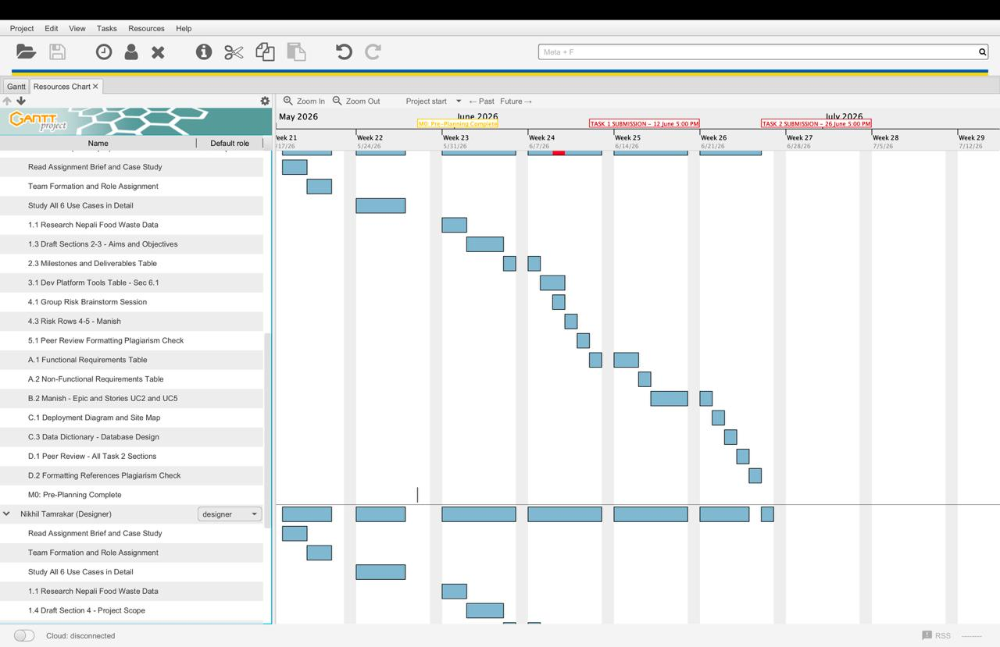 Project Edit View Tasks Resources Help
Meta + F
Gantt Resources Chart
Zoom In Zoom Out Project start ← Past Future →
GANTT project
May 2026 June 2026 July 2026
M0: Pre-Planning Complete TASK 1 SUBMISSION - 12 June 5:00 PM TASK 2 SUBMISSION - 26 June 5:00 PM
Name Default role
eek 21 Week 22 Week 23 Week 24 Week 25 Week 26 Week 27 Week 28 Week 29
/17/26 5/24/26 5/31/26 6/7/26 6/14/26 6/21/26 6/28/26 7/5/26 7/12/26
Read Assignment Brief and Case Study
Team Formation and Role Assignment
Study All 6 Use Cases in Detail
1.1 Research Nepali Food Waste Data
1.3 Draft Sections 2-3 - Aims and Objectives
2.3 Milestones and Deliverables Table
3.1 Dev Platform Tools Table - Sec 6.1
4.1 Group Risk Brainstorm Session
4.3 Risk Rows 4-5 - Manish
5.1 Peer Review Formatting Plagiarism Check
A.1 Functional Requirements Table
A.2 Non-Functional Requirements Table
B.2 Manish - Epic and Stories UC2 and UC5
C.1 Deployment Diagram and Site Map
C.3 Data Dictionary - Database Design
D.1 Peer Review - All Task 2 Sections
D.2 Formatting References Plagiarism Check
M0: Pre-Planning Complete
Nikhil Tamrakar (Designer) designer
Read Assignment Brief and Case Study
Team Formation and Role Assignment
Study All 6 Use Cases in Detail
1.1 Research Nepali Food Waste Data
1.4 Draft Section 4 - Project Scope
Cloud: disconnected RSS --------